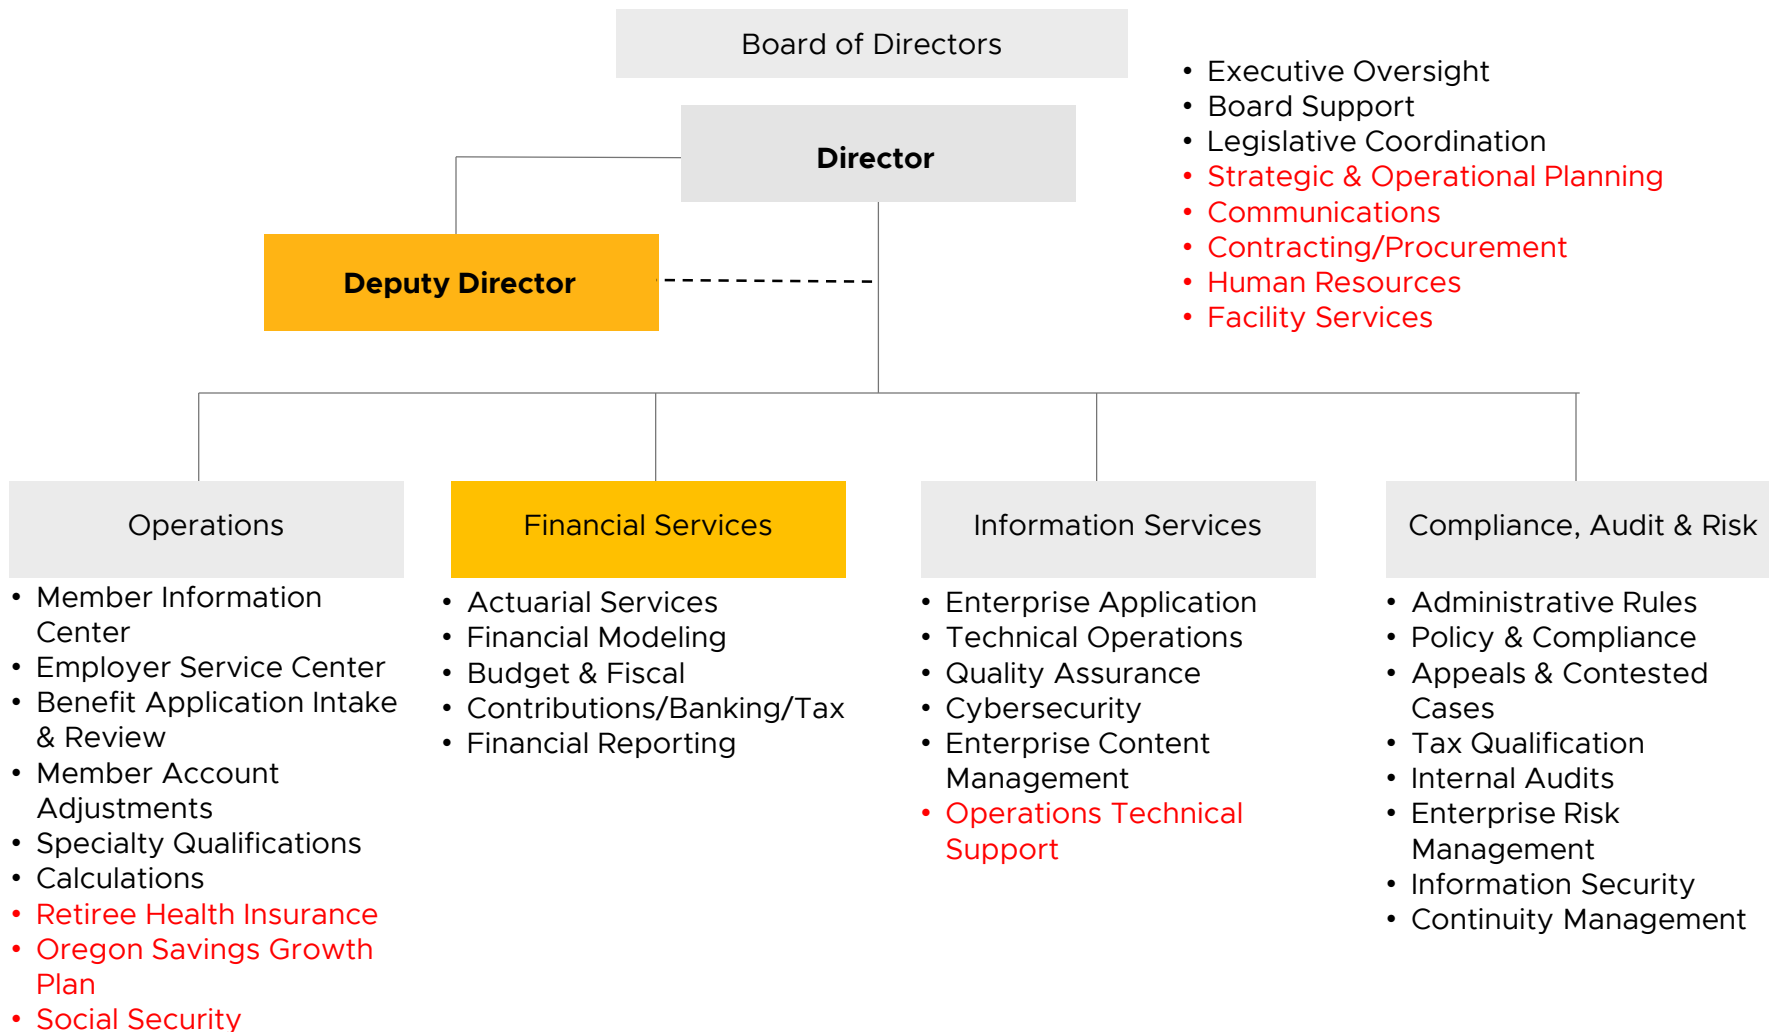 Board of Directors
Director
Deputy Director
• Executive Oversight
• Board Support
• Legislative Coordination
• Strategic & Operational Planning
• Communications
• Contracting/Procurement
• Human Resources
• Facility Services
Operations
• Member Information
Center
• Employer Service Center
• Benefit Application Intake
& Review
• Member Account
Adjustments
• Specialty Qualifications
• Calculations
• Retiree Health Insurance
• Oregon Savings Growth
Plan
• Social Security
Financial Services
• Actuarial Services
• Financial Modeling
• Budget & Fiscal
• Contributions/Banking/Tax
• Financial Reporting
Information Services
• Enterprise Application
• Technical Operations
• Quality Assurance
• Cybersecurity
• Enterprise Content
Management
• Operations Technical
Support
Compliance, Audit & Risk
• Administrative Rules
• Policy & Compliance
• Appeals & Contested
Cases
• Tax Qualification
• Internal Audits
• Enterprise Risk
Management
• Information Security
• Continuity Management